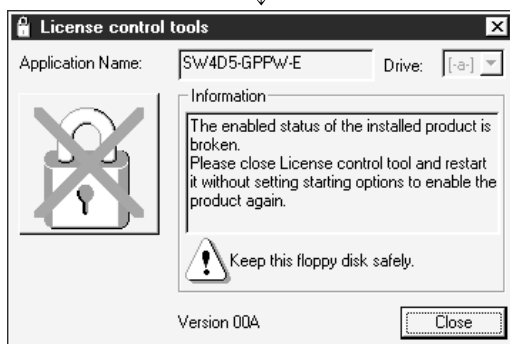 License control tools
Application Name: SW4D5-GPPW-E Drive: [-a-]
Information
The enabled status of the installed product is
broken.
Please close License control tool and restart
it without setting starting options to enable the
product again.
Keep this floppy disk safely.
Version 00A Close